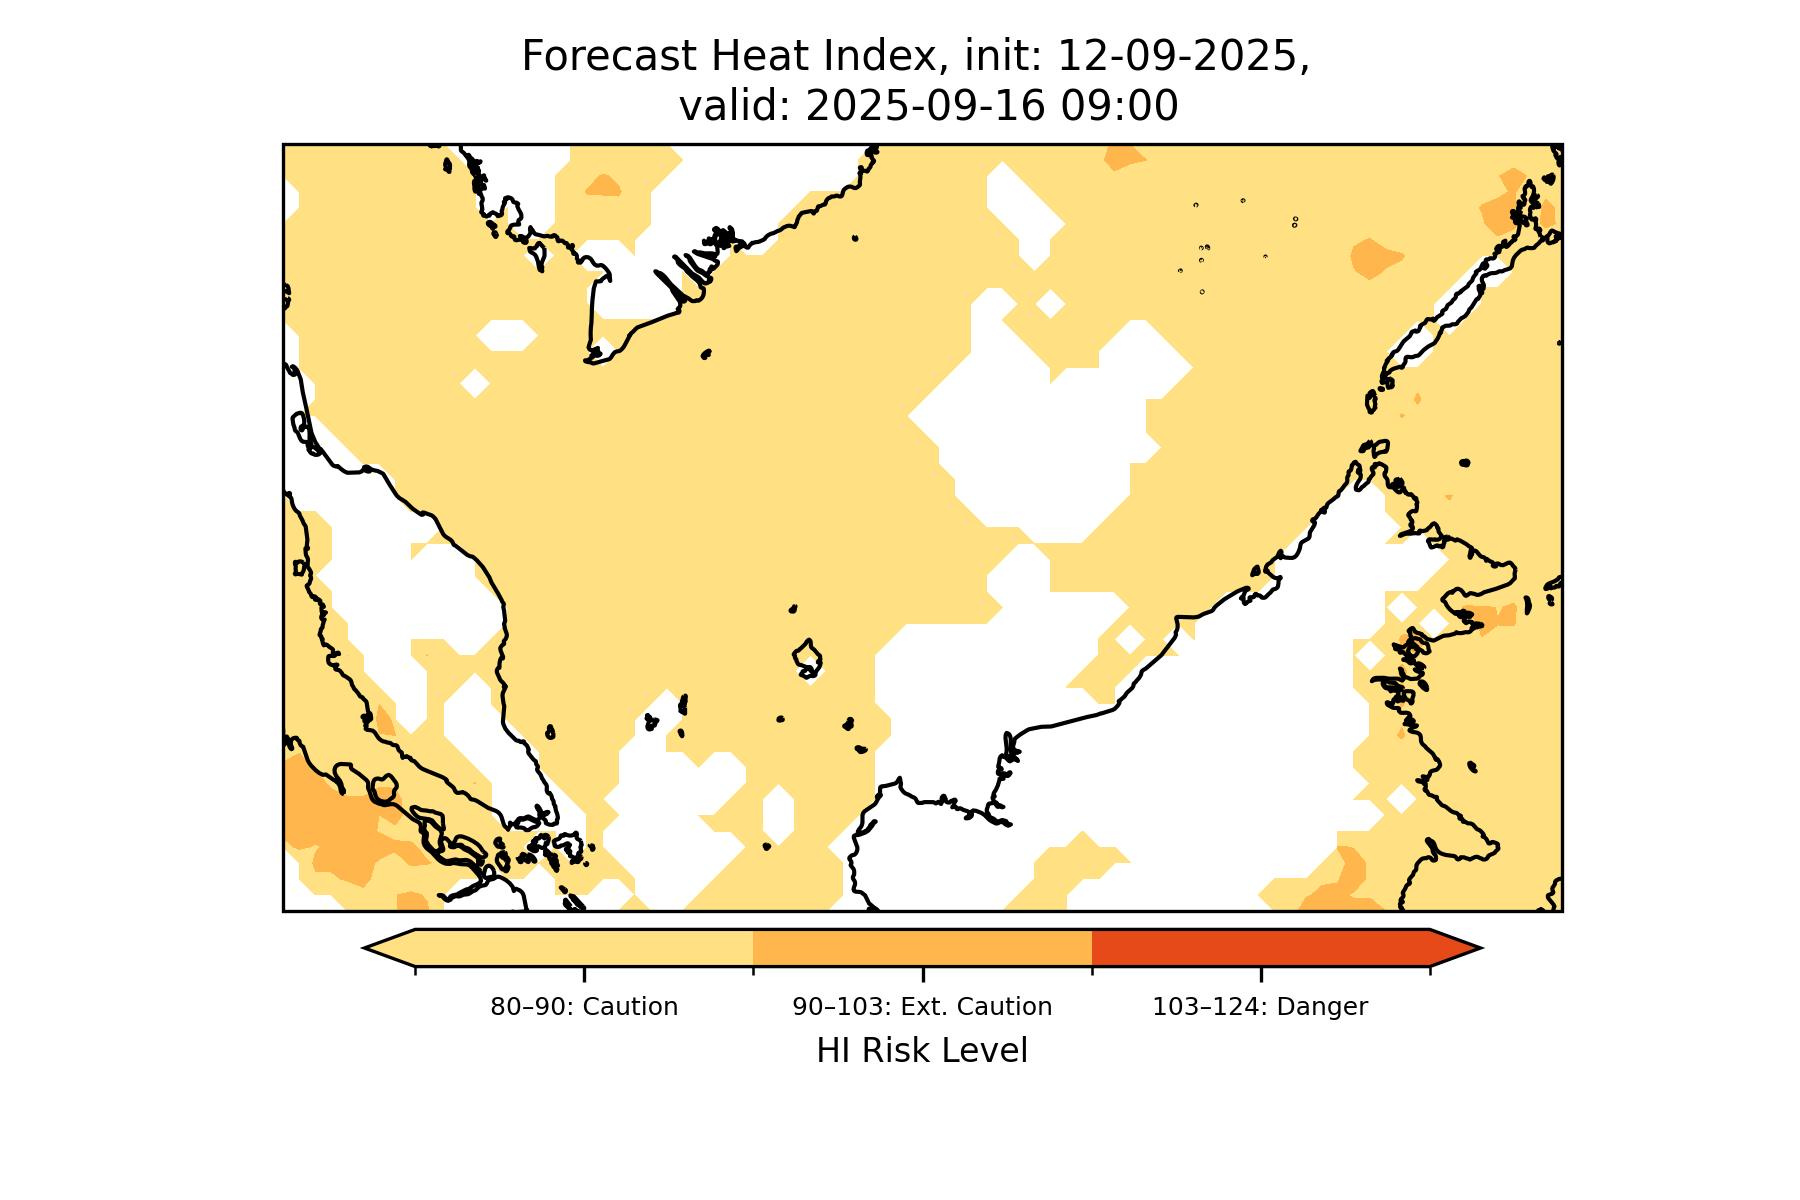 Forecast Heat Index, init: 12-09-2025,
valid: 2025-09-16 09:00
80–90: Caution
90–103: Ext. Caution
103–124: Danger
HI Risk Level